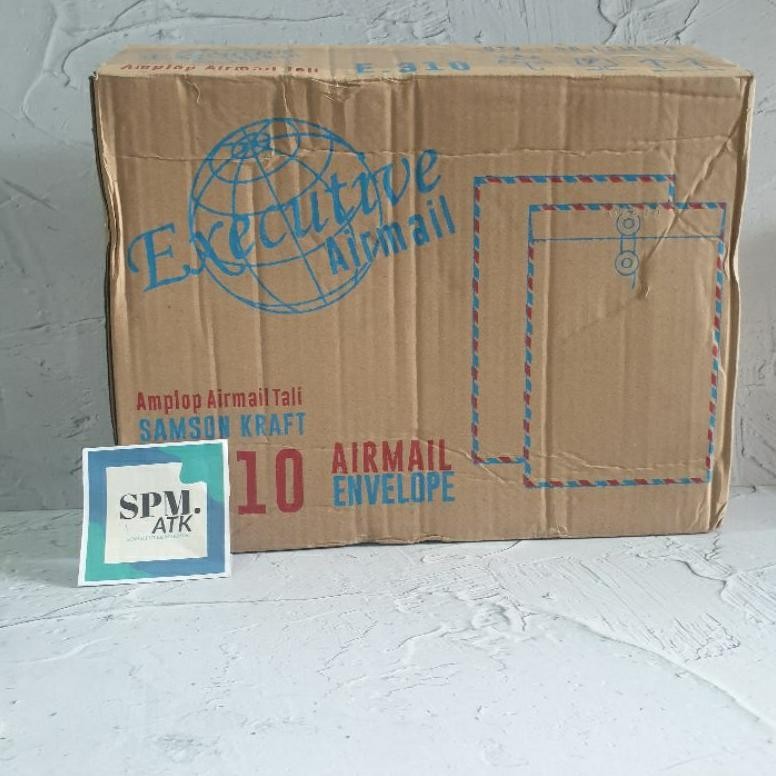 Amplop Airmail Tali E 310
Executive
Airmail
Amplop Airmail Tali
SAMSON KRAFT
10
AIRMAIL
ENVELOPE
SPM.
ATK